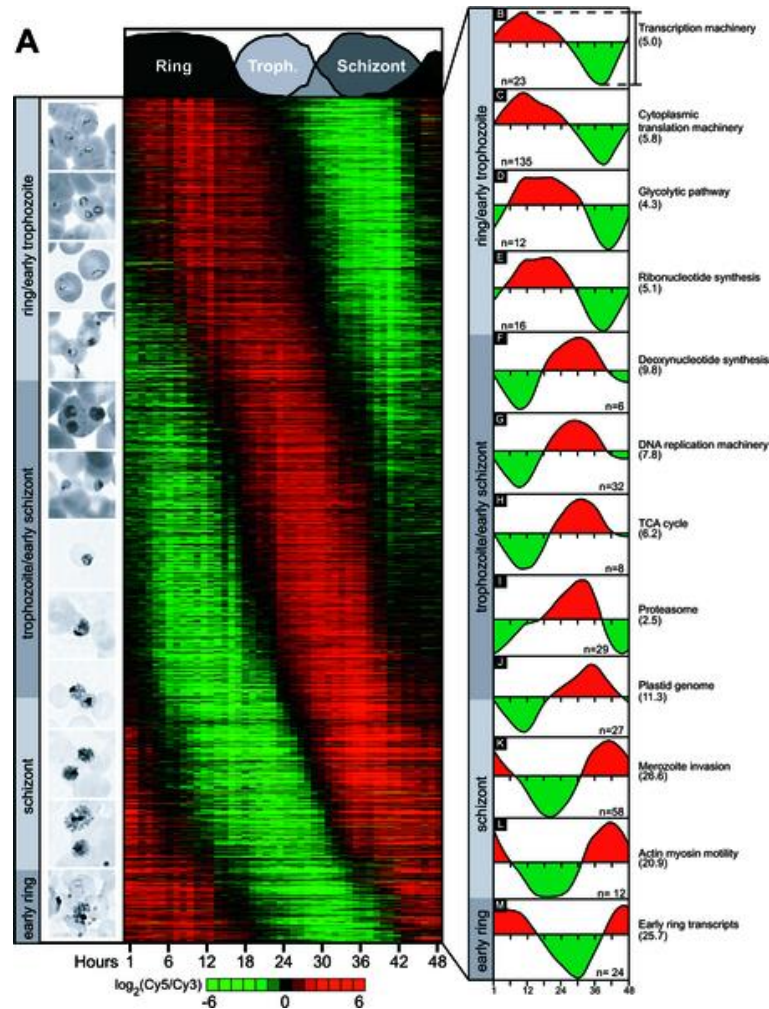 A
Ring
Troph.
Schizont
ring/early trophozoite
trophozoite/early schizont
schizont
early ring
Hours 1 6 12 18 24 30 36 42 48
log2(Cy5/Cy3)
-6 0 6
ring/early trophozoite
trophozoite/early schizont
schizont
early ring
B
n=23
Transcription machinery
(5.0)
C
n=135
Cytoplasmic
translation machinery
(5.8)
D
n=12
Glycolytic pathway
(4.3)
E
n=16
Ribonucleotide synthesis
(5.1)
F
n=6
Deoxynucleotide synthesis
(9.8)
G
n=32
DNA replication machinery
(7.8)
H
n=8
TCA cycle
(6.2)
I
n=29
Proteasome
(2.5)
J
n=27
Plastid genome
(11.3)
K
n=58
Merozoite invasion
(26.6)
L
n= 12
Actin myosin motility
(20.9)
M
n= 24
Early ring transcripts
(25.7)
1 12 24 36 48